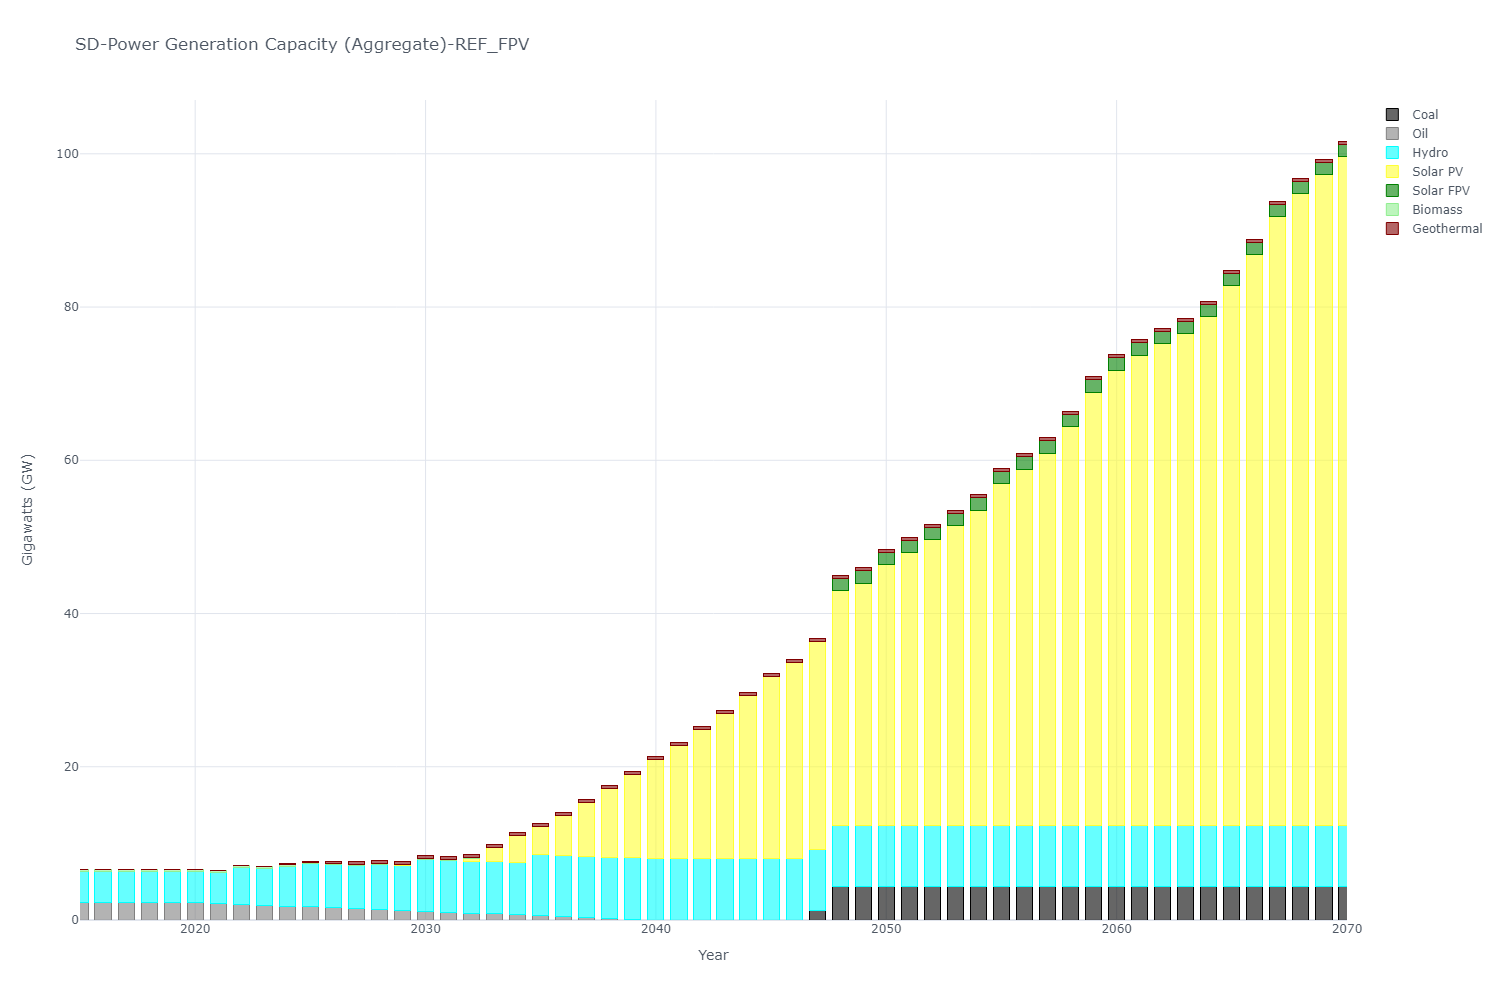 SD-Power Generation Capacity (Aggregate)-REF_FPV
Coal
Oil
Hydro
Solar PV
Solar FPV
Biomass
Geothermal
100
80
60
40
20
0
Gigawatts (GW)
2020 2030 2040 2050 2060 2070
Year